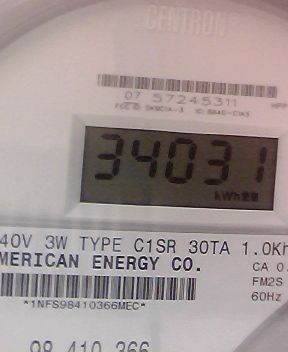 CENTRON
07 57245311
34031
kWh
40V 3W TYPE C1SR 30TA 1.0Kh
MERICAN ENERGY CO.
CA 0.
FM2S
60Hz
*1NFS98410366MEC*
98 410 366